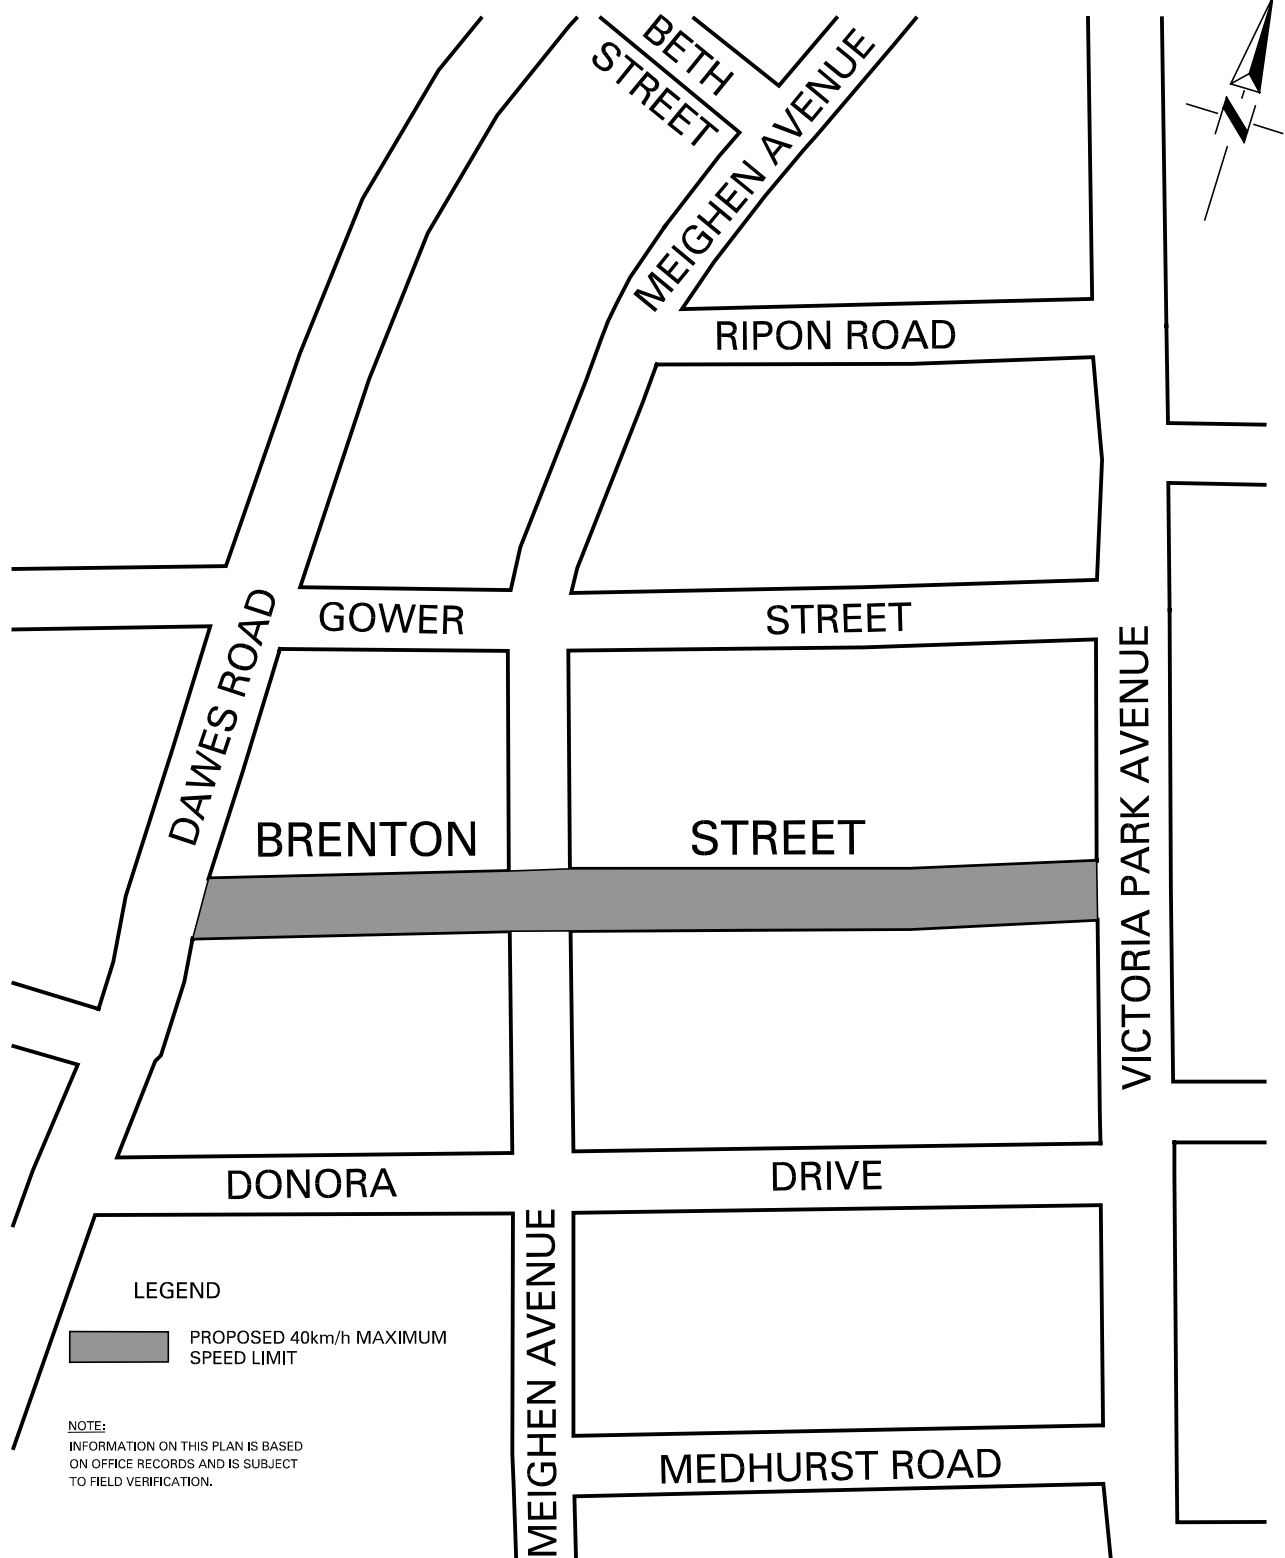 BETH
STREET
MEIGHEN AVENUE
N
RIPON ROAD
GOWER STREET
DAWES ROAD
VICTORIA PARK AVENUE
BRENTON STREET
DONORA DRIVE
MEIGHEN AVENUE
LEGEND
PROPOSED 40km/h MAXIMUM
SPEED LIMIT
NOTE:
INFORMATION ON THIS PLAN IS BASED
ON OFFICE RECORDS AND IS SUBJECT
TO FIELD VERIFICATION.
MEDHURST ROAD